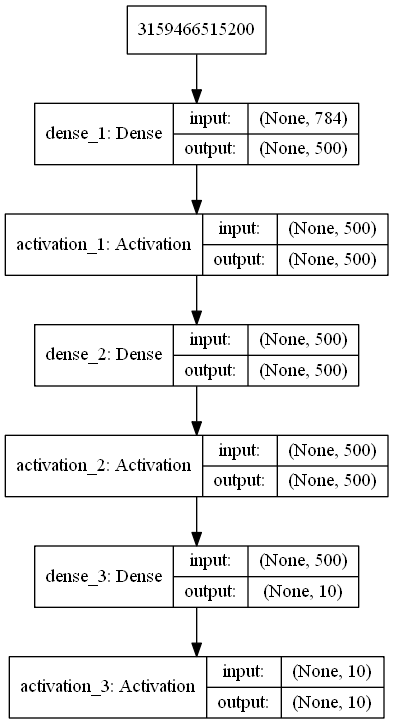 3159466515200
dense_1: Dense
input: (None, 784)
output: (None, 500)
activation_1: Activation
input: (None, 500)
output: (None, 500)
dense_2: Dense
input: (None, 500)
output: (None, 500)
activation_2: Activation
input: (None, 500)
output: (None, 500)
dense_3: Dense
input: (None, 500)
output: (None, 10)
activation_3: Activation
input: (None, 10)
output: (None, 10)